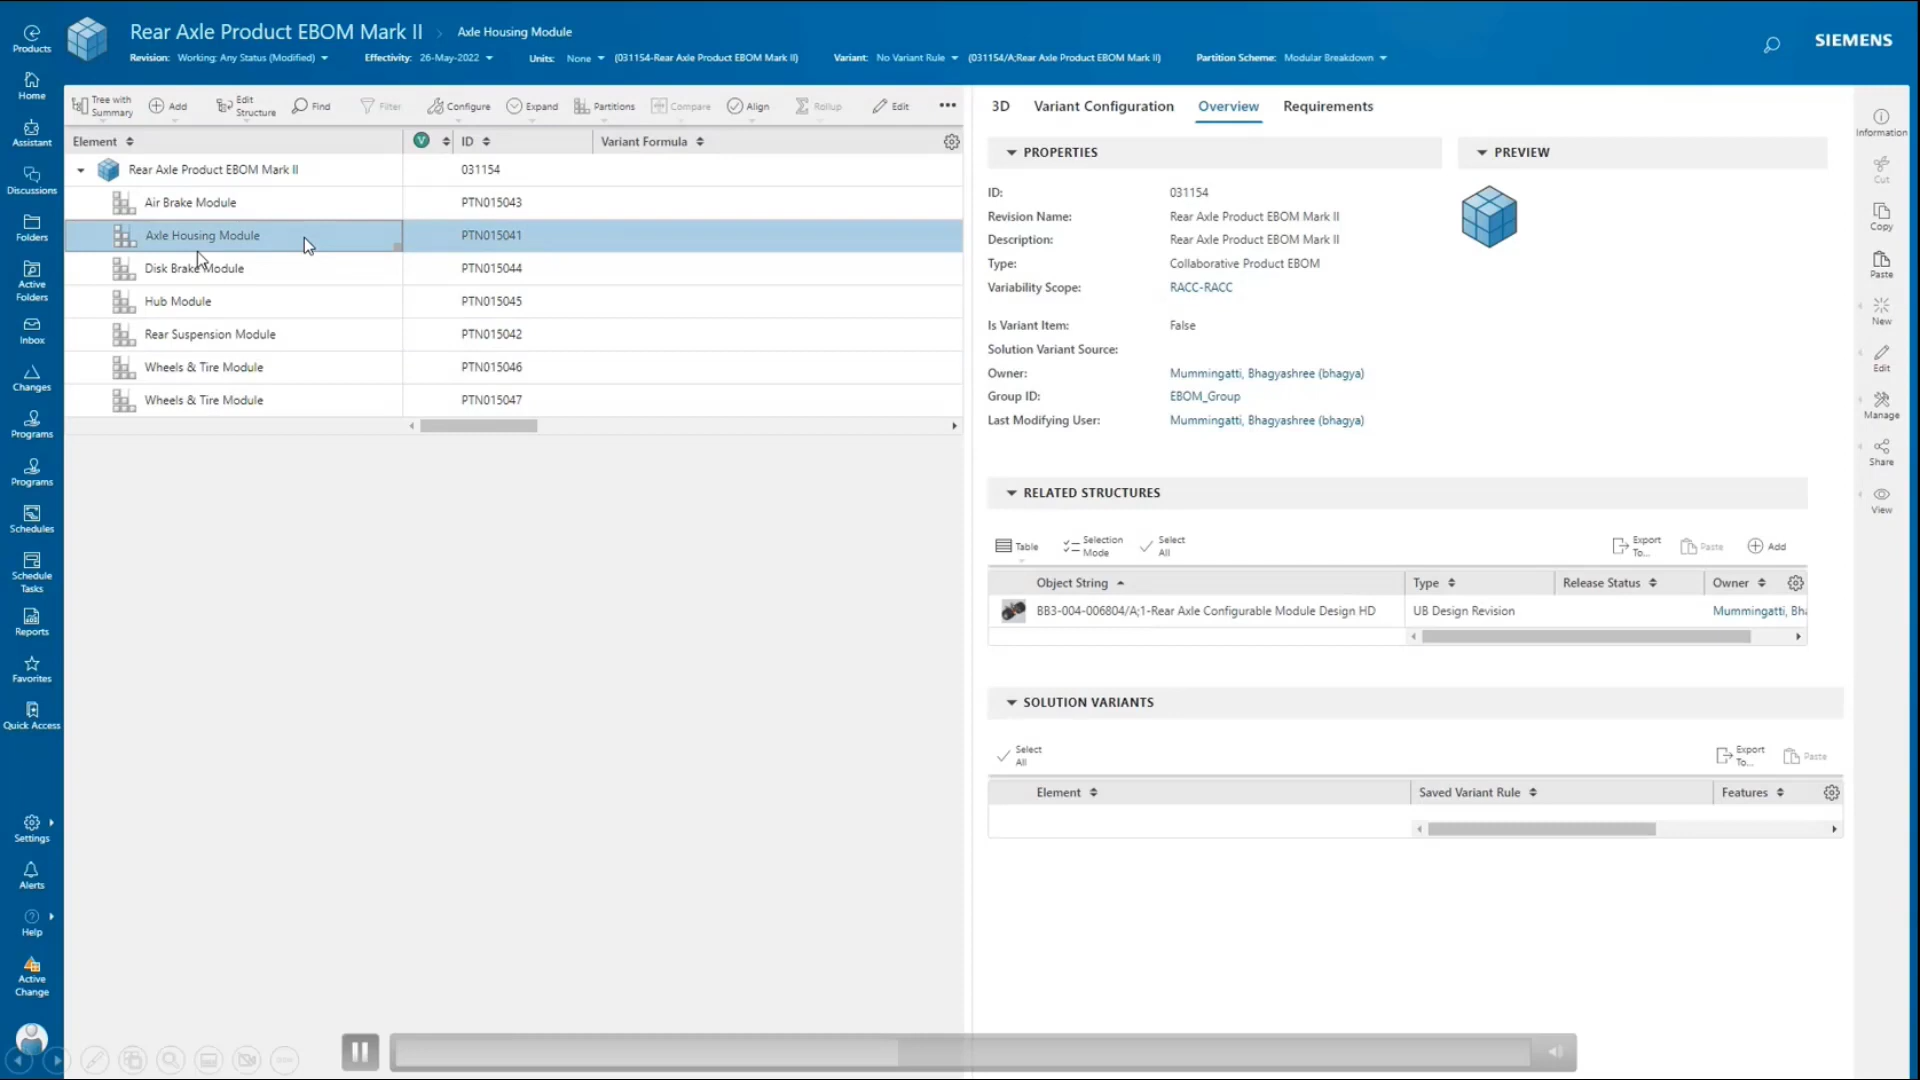 Rear Axle Product EBOM Mark II > Axle Housing Module
SIEMENS
Revision: Working; Any Status (Modified) Effectivity: 26-May-2022 Units: None (031154-Rear Axle Product EBOM Mark II) Variant: No Variant Rule (031154/A;Rear Axle Product EBOM Mark II) Partition Scheme: Modular Breakdown
Products
Home
Assistant
Discussions
Folders
Active
Folders
Inbox
Changes
Programs
Programs
Schedules
Schedule
Tasks
Reports
Favorites
Quick Access
Settings
Alerts
Help
Active
Change
Tree with
Summary
Add
Edit
Structure
Find
Filter
Configure
Expand
Partitions
Compare
Align
Rollup
Edit
Element V ID Variant Formula
Rear Axle Product EBOM Mark II 031154
Air Brake Module PTN015043
Axle Housing Module PTN015041
Disk Brake Module PTN015044
Hub Module PTN015045
Rear Suspension Module PTN015042
Wheels & Tire Module PTN015046
Wheels & Tire Module PTN015047
3D Variant Configuration Overview Requirements
PROPERTIES
ID: 031154
Revision Name: Rear Axle Product EBOM Mark II
Description: Rear Axle Product EBOM Mark II
Type: Collaborative Product EBOM
Variability Scope: RACC-RACC
Is Variant Item: False
Solution Variant Source:
Owner: Mummingatti, Bhagyashree (bhagya)
Group ID: EBOM_Group
Last Modifying User: Mummingatti, Bhagyashree (bhagya)
PREVIEW
RELATED STRUCTURES
Table
Selection
Mode
Select
All
Export
To...
Paste
Add
Object String Type Release Status Owner
BB3-004-006804/A;1-Rear Axle Configurable Module Design HD UB Design Revision Mummingatti, Bha
SOLUTION VARIANTS
Select
All
Export
To...
Paste
Element Saved Variant Rule Features
Information
Cut
Copy
Paste
New
Edit
Manage
Share
View